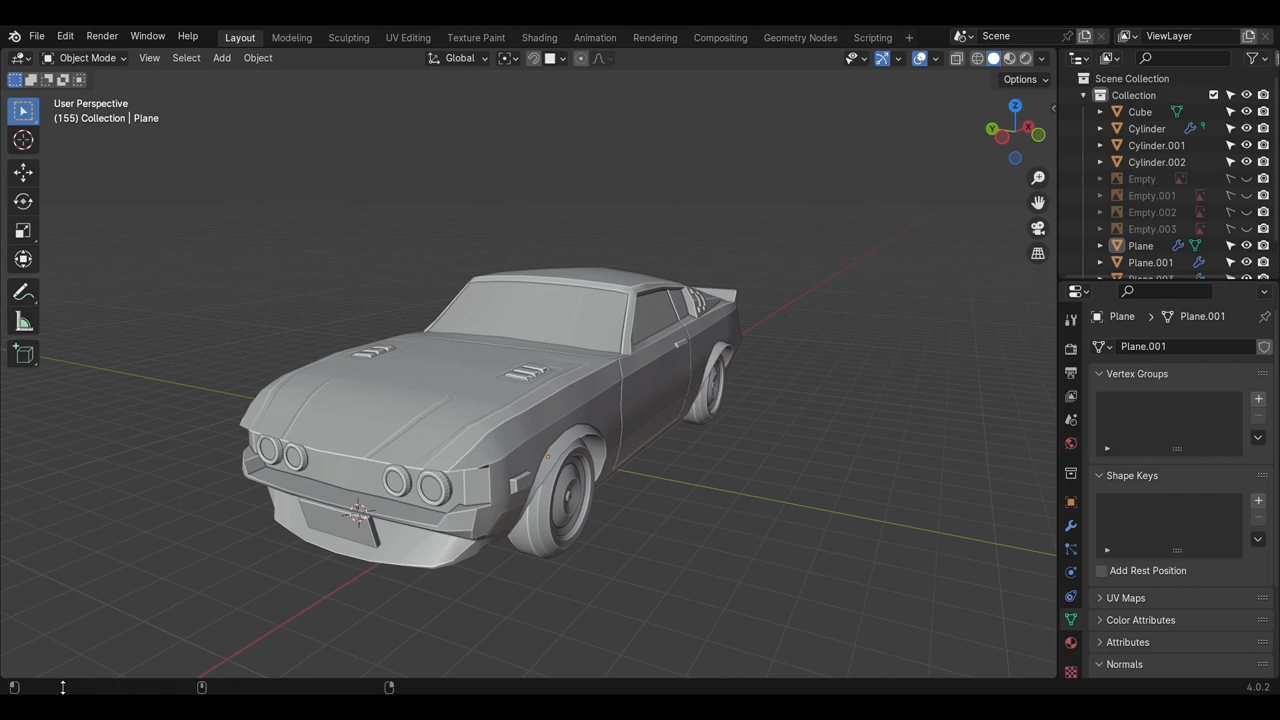 File Edit Render Window Help Layout Modeling Sculpting UV Editing Texture Paint Shading Animation Rendering Compositing Geometry Nodes Scripting + Scene ViewLayer
Object Mode View Select Add Object Global
Options
User Perspective
(155) Collection | Plane
Z
Y
X
Scene Collection
Collection
Cube
Cylinder
Cylinder.001
Cylinder.002
Empty
Empty.001
Empty.002
Empty.003
Plane
Plane.001
Plane > Plane.001
Plane.001
Vertex Groups
Shape Keys
Add Rest Position
UV Maps
Color Attributes
Attributes
Normals
4.0.2